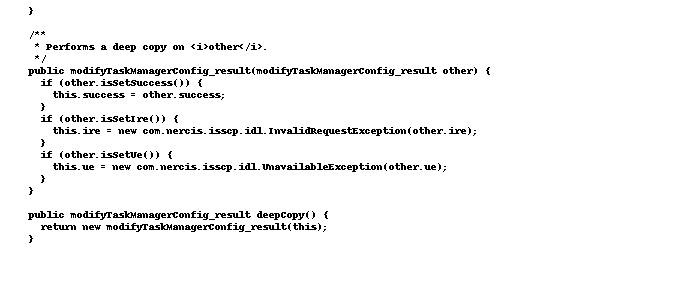 }

/**
 * Performs a deep copy on <i>other</i>.
 */
public modifyTaskManagerConfig_result(modifyTaskManagerConfig_result other) {
  if (other.isSetSuccess()) {
    this.success = other.success;
  }
  if (other.isSetIre()) {
    this.ire = new com.nercis.isscp.idl.InvalidRequestException(other.ire);
  }
  if (other.isSetUe()) {
    this.ue = new com.nercis.isscp.idl.UnavailableException(other.ue);
  }
}

public modifyTaskManagerConfig_result deepCopy() {
  return new modifyTaskManagerConfig_result(this);
}